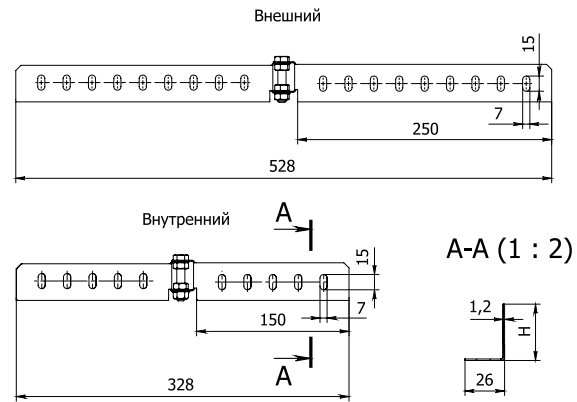 Внешний
15
7
250
528
Внутренний
А
А-А (1 : 2)
15
1,2
H
7
150
26
А
328